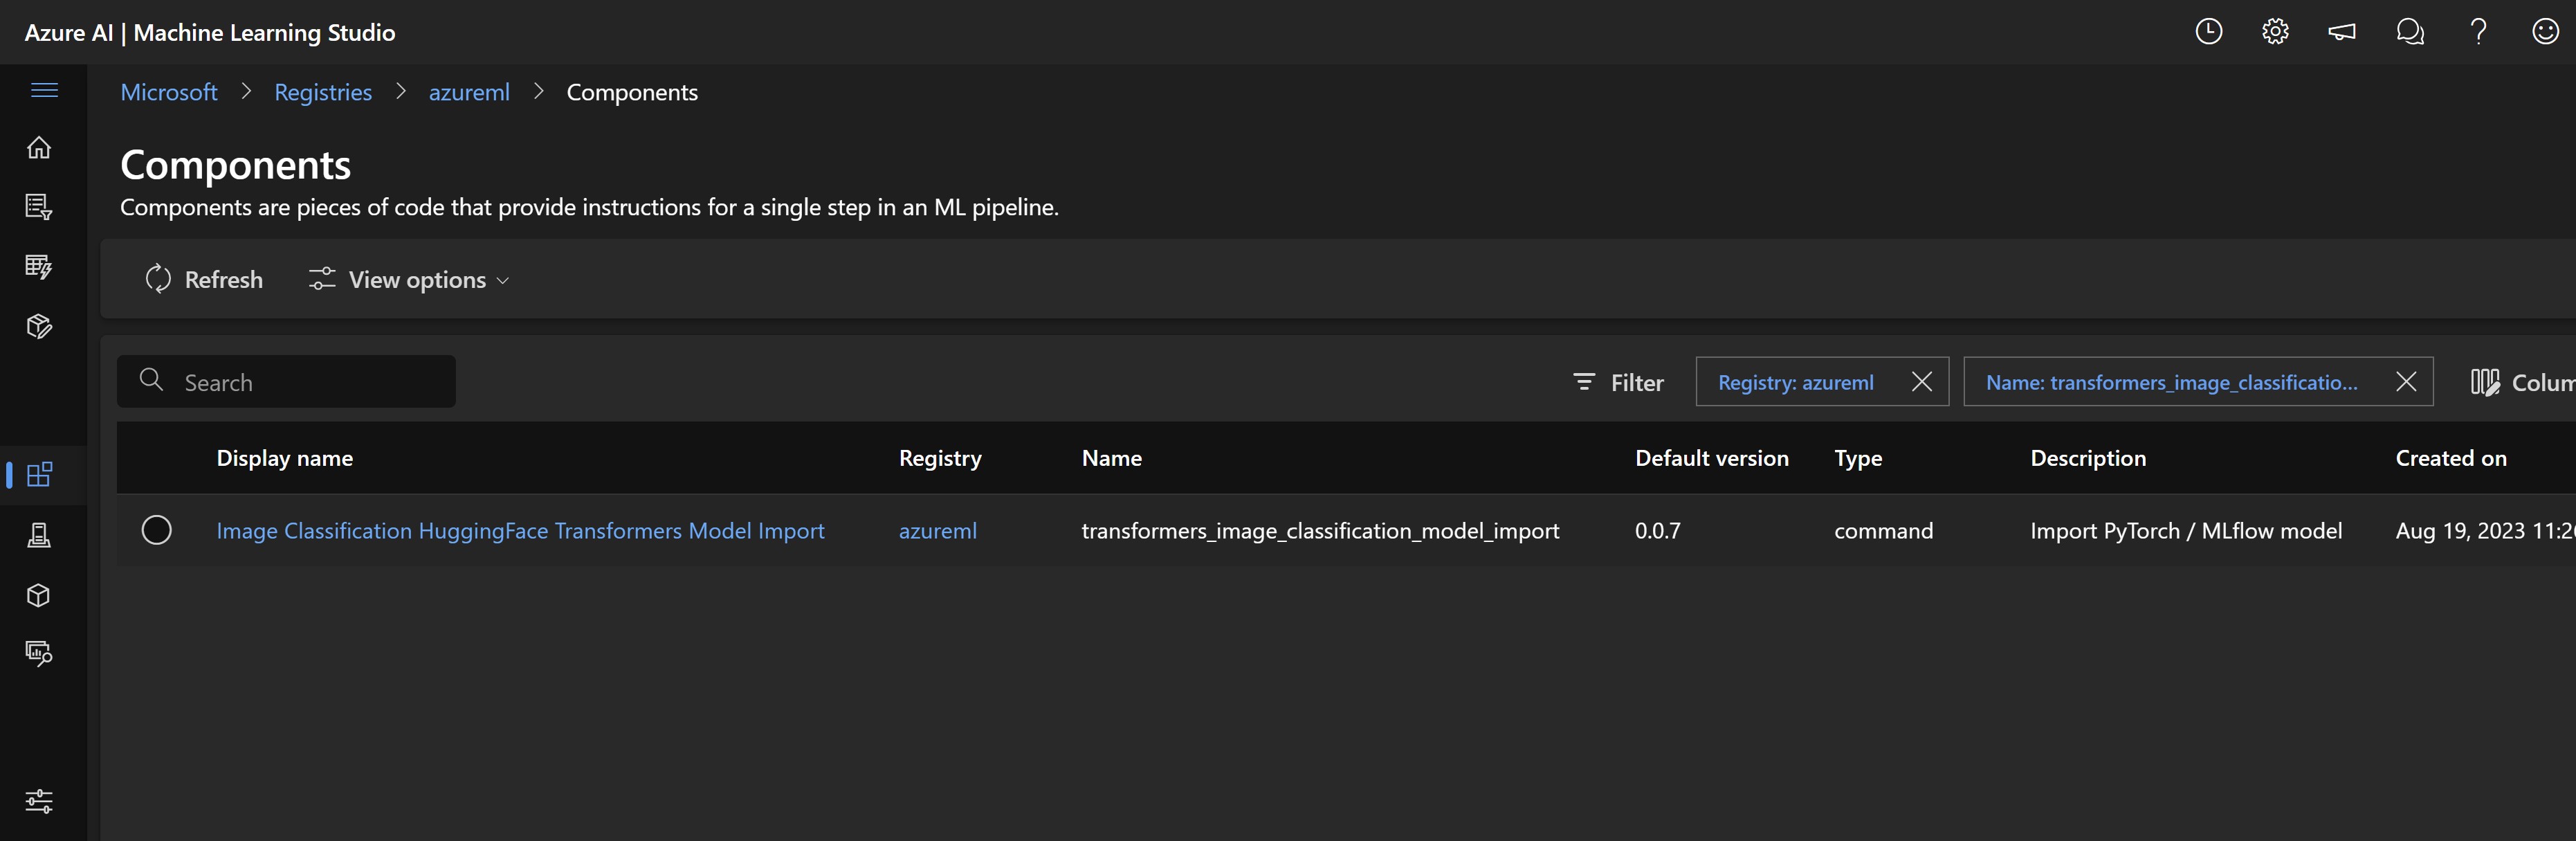 Azure AI | Machine Learning Studio
Microsoft > Registries > azureml > Components
Components
Components are pieces of code that provide instructions for a single step in an ML pipeline.
Refresh View options
Search Filter Registry: azureml Name: transformers_image_classificatio... Colum
Display name Registry Name Default version Type Description Created on
Image Classification HuggingFace Transformers Model Import azureml transformers_image_classification_model_import 0.0.7 command Import PyTorch / MLflow model Aug 19, 2023 11:2